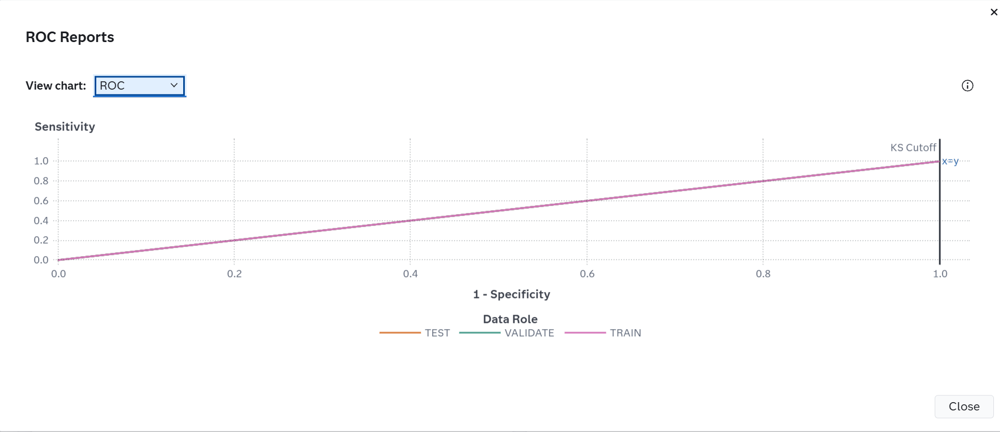 ROC Reports
View chart: ROC
Sensitivity
KS Cutoff
x=y
1.0
0.8
0.6
0.4
0.2
0.0
0.0 0.2 0.4 0.6 0.8 1.0
1 - Specificity
Data Role
TEST VALIDATE TRAIN
Close